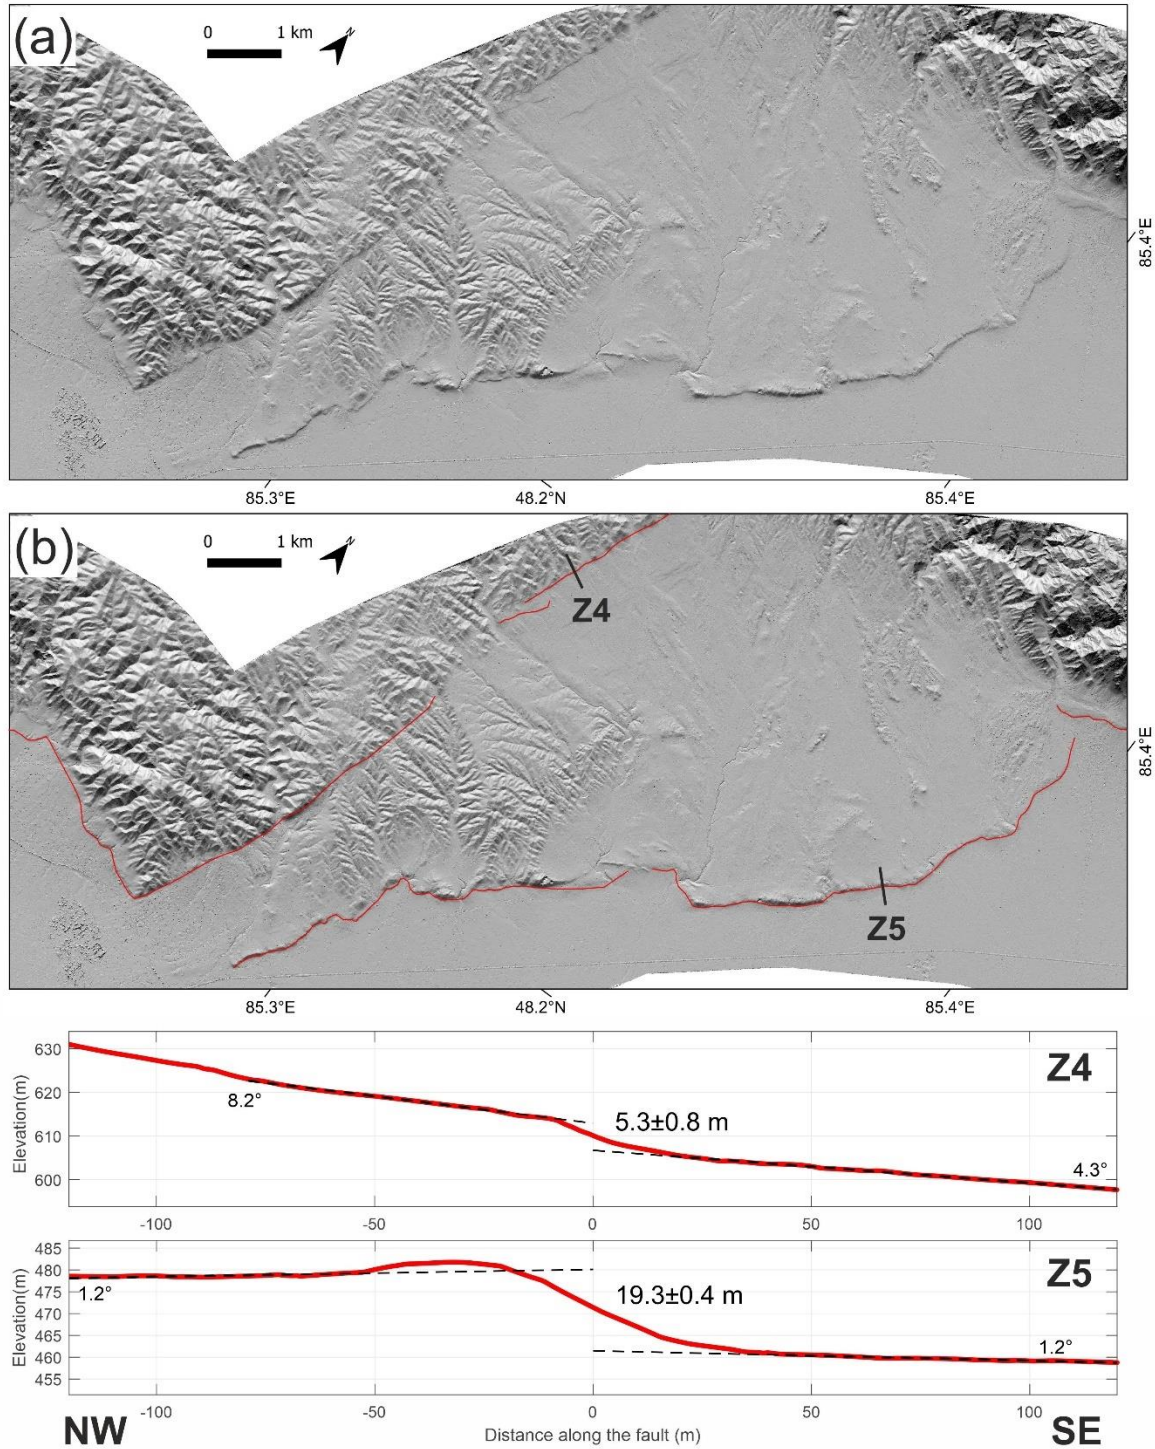 (a)
0 1 km N
85.4°E
85.3°E 48.2°N 85.4°E
(b)
0 1 km N
Z4
85.4°E
Z5
85.3°E 48.2°N 85.4°E
Z4
630
620
610
600
Elevation(m)
8.2°
5.3±0.8 m
4.3°
-100 -50 0 50 100
Z5
485
480
475
470
465
460
455
Elevation(m)
1.2°
19.3±0.4 m
1.2°
-100 -50 0 50 100
NW Distance along the fault (m) SE